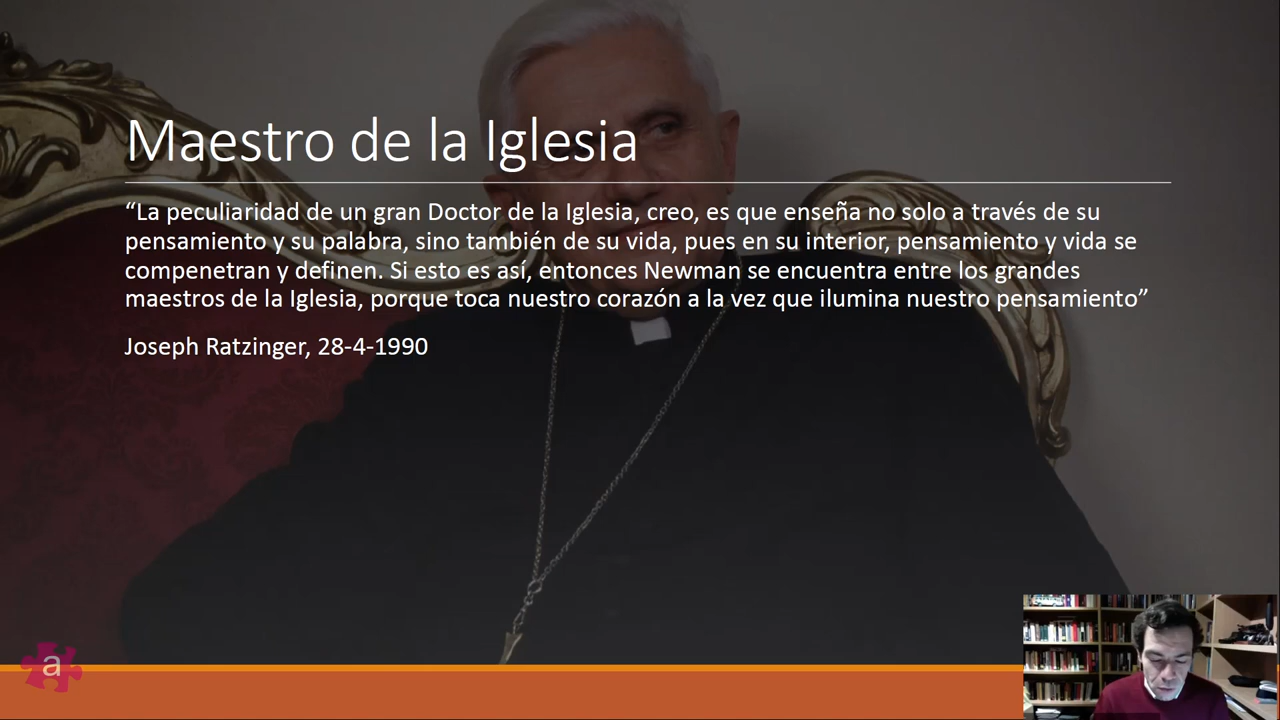 Maestro de la Iglesia
“La peculiaridad de un gran Doctor de la Iglesia, creo, es que enseña no solo a través de su
pensamiento y su palabra, sino también de su vida, pues en su interior, pensamiento y vida se
compenetran y definen. Si esto es así, entonces Newman se encuentra entre los grandes
maestros de la Iglesia, porque toca nuestro corazón a la vez que ilumina nuestro pensamiento”
Joseph Ratzinger, 28-4-1990
a